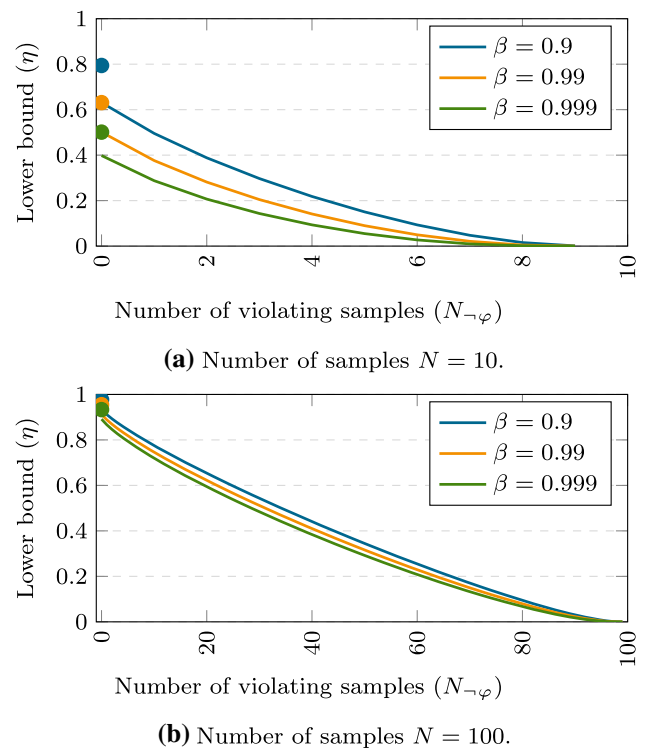 1
0.8
0.6
0.4
0.2
0
Lower bound (η)
β = 0.9
β = 0.99
β = 0.999
0 2 4 6 8 10
Number of violating samples (N¬φ)
(a) Number of samples N = 10.
1
0.8
0.6
0.4
0.2
0
Lower bound (η)
β = 0.9
β = 0.99
β = 0.999
0 20 40 60 80 100
Number of violating samples (N¬φ)
(b) Number of samples N = 100.